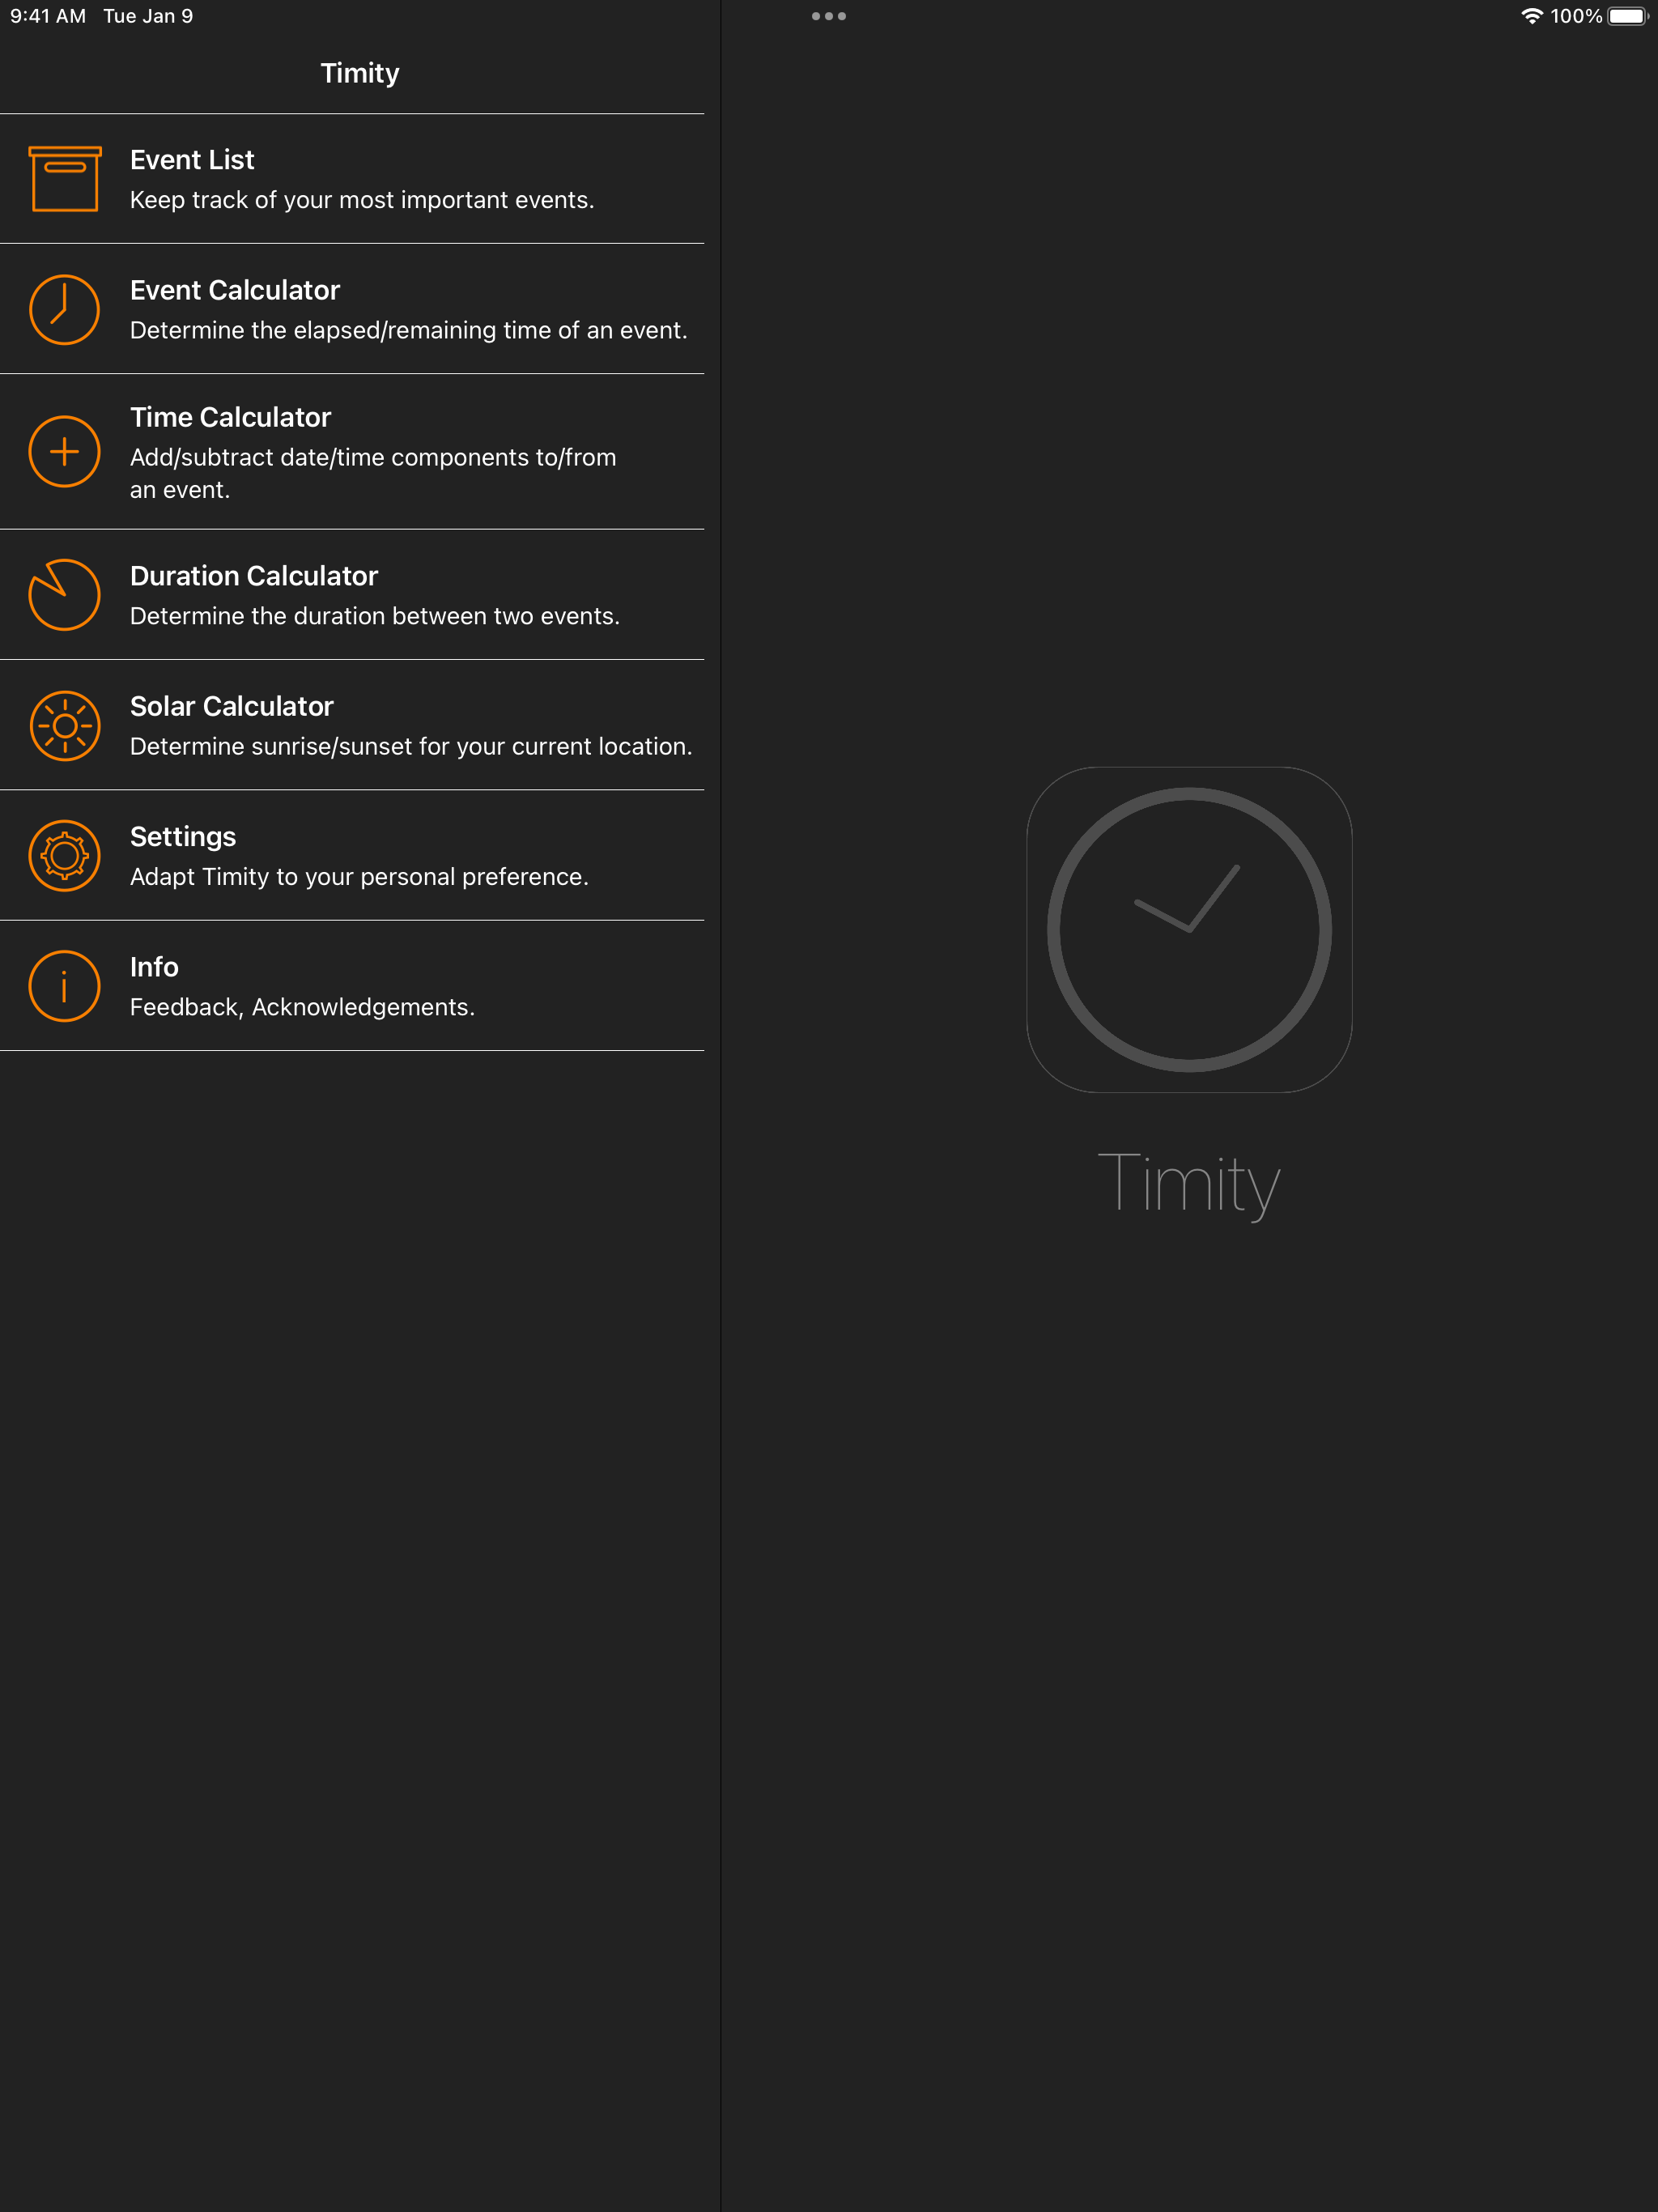 9:41 AM Tue Jan 9
100%
Timity
Event List
Keep track of your most important events.
Event Calculator
Determine the elapsed/remaining time of an event.
Time Calculator
Add/subtract date/time components to/from
an event.
Duration Calculator
Determine the duration between two events.
Solar Calculator
Determine sunrise/sunset for your current location.
Settings
Adapt Timity to your personal preference.
Info
Feedback, Acknowledgements.
Timity